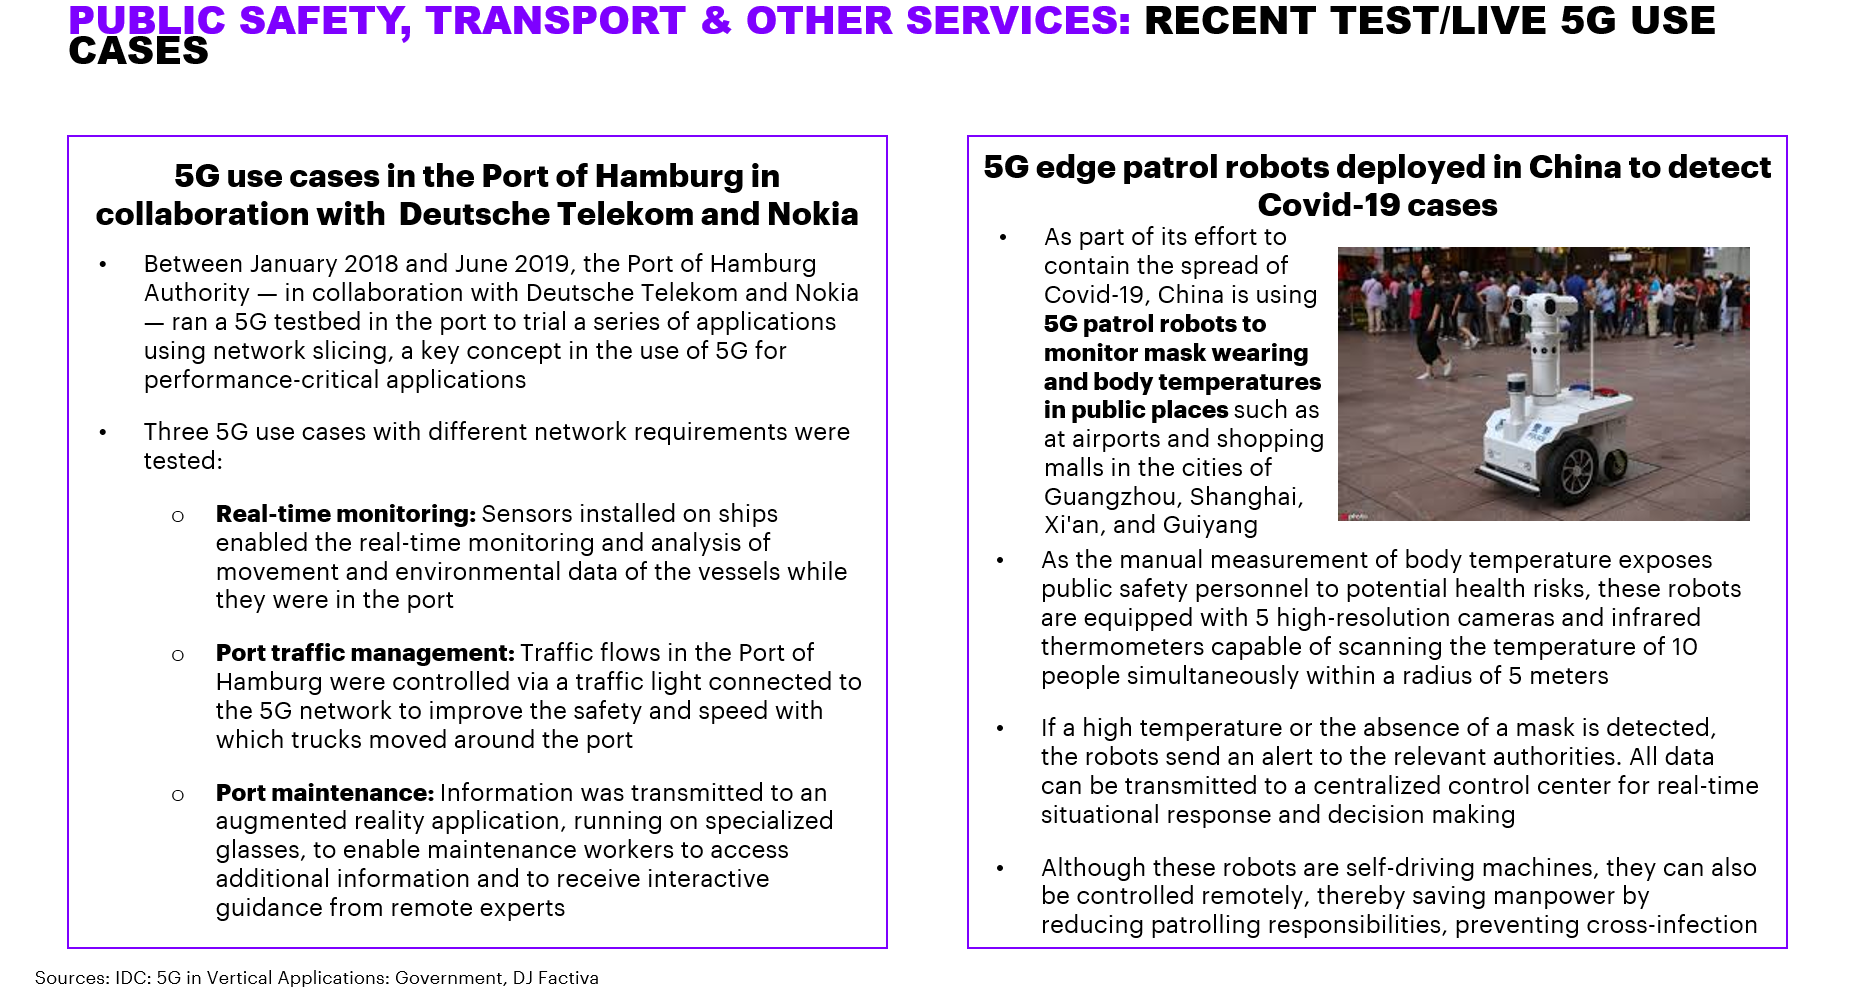 PUBLIC SAFETY, TRANSPORT & OTHER SERVICES: RECENT TEST/LIVE 5G USE
CASES
5G use cases in the Port of Hamburg in
collaboration with Deutsche Telekom and Nokia
• Between January 2018 and June 2019, the Port of Hamburg
Authority — in collaboration with Deutsche Telekom and Nokia
— ran a 5G testbed in the port to trial a series of applications
using network slicing, a key concept in the use of 5G for
performance-critical applications
• Three 5G use cases with different network requirements were
tested:
o Real-time monitoring: Sensors installed on ships
enabled the real-time monitoring and analysis of
movement and environmental data of the vessels while
they were in the port
o Port traffic management: Traffic flows in the Port of
Hamburg were controlled via a traffic light connected to
the 5G network to improve the safety and speed with
which trucks moved around the port
o Port maintenance: Information was transmitted to an
augmented reality application, running on specialized
glasses, to enable maintenance workers to access
additional information and to receive interactive
guidance from remote experts
5G edge patrol robots deployed in China to detect
Covid-19 cases
• As part of its effort to
contain the spread of
Covid-19, China is using
5G patrol robots to
monitor mask wearing
and body temperatures
in public places such as
at airports and shopping
malls in the cities of
Guangzhou, Shanghai,
Xi'an, and Guiyang
• As the manual measurement of body temperature exposes
public safety personnel to potential health risks, these robots
are equipped with 5 high-resolution cameras and infrared
thermometers capable of scanning the temperature of 10
people simultaneously within a radius of 5 meters
• If a high temperature or the absence of a mask is detected,
the robots send an alert to the relevant authorities. All data
can be transmitted to a centralized control center for real-time
situational response and decision making
• Although these robots are self-driving machines, they can also
be controlled remotely, thereby saving manpower by
reducing patrolling responsibilities, preventing cross-infection
Sources: IDC: 5G in Vertical Applications: Government, DJ Factiva